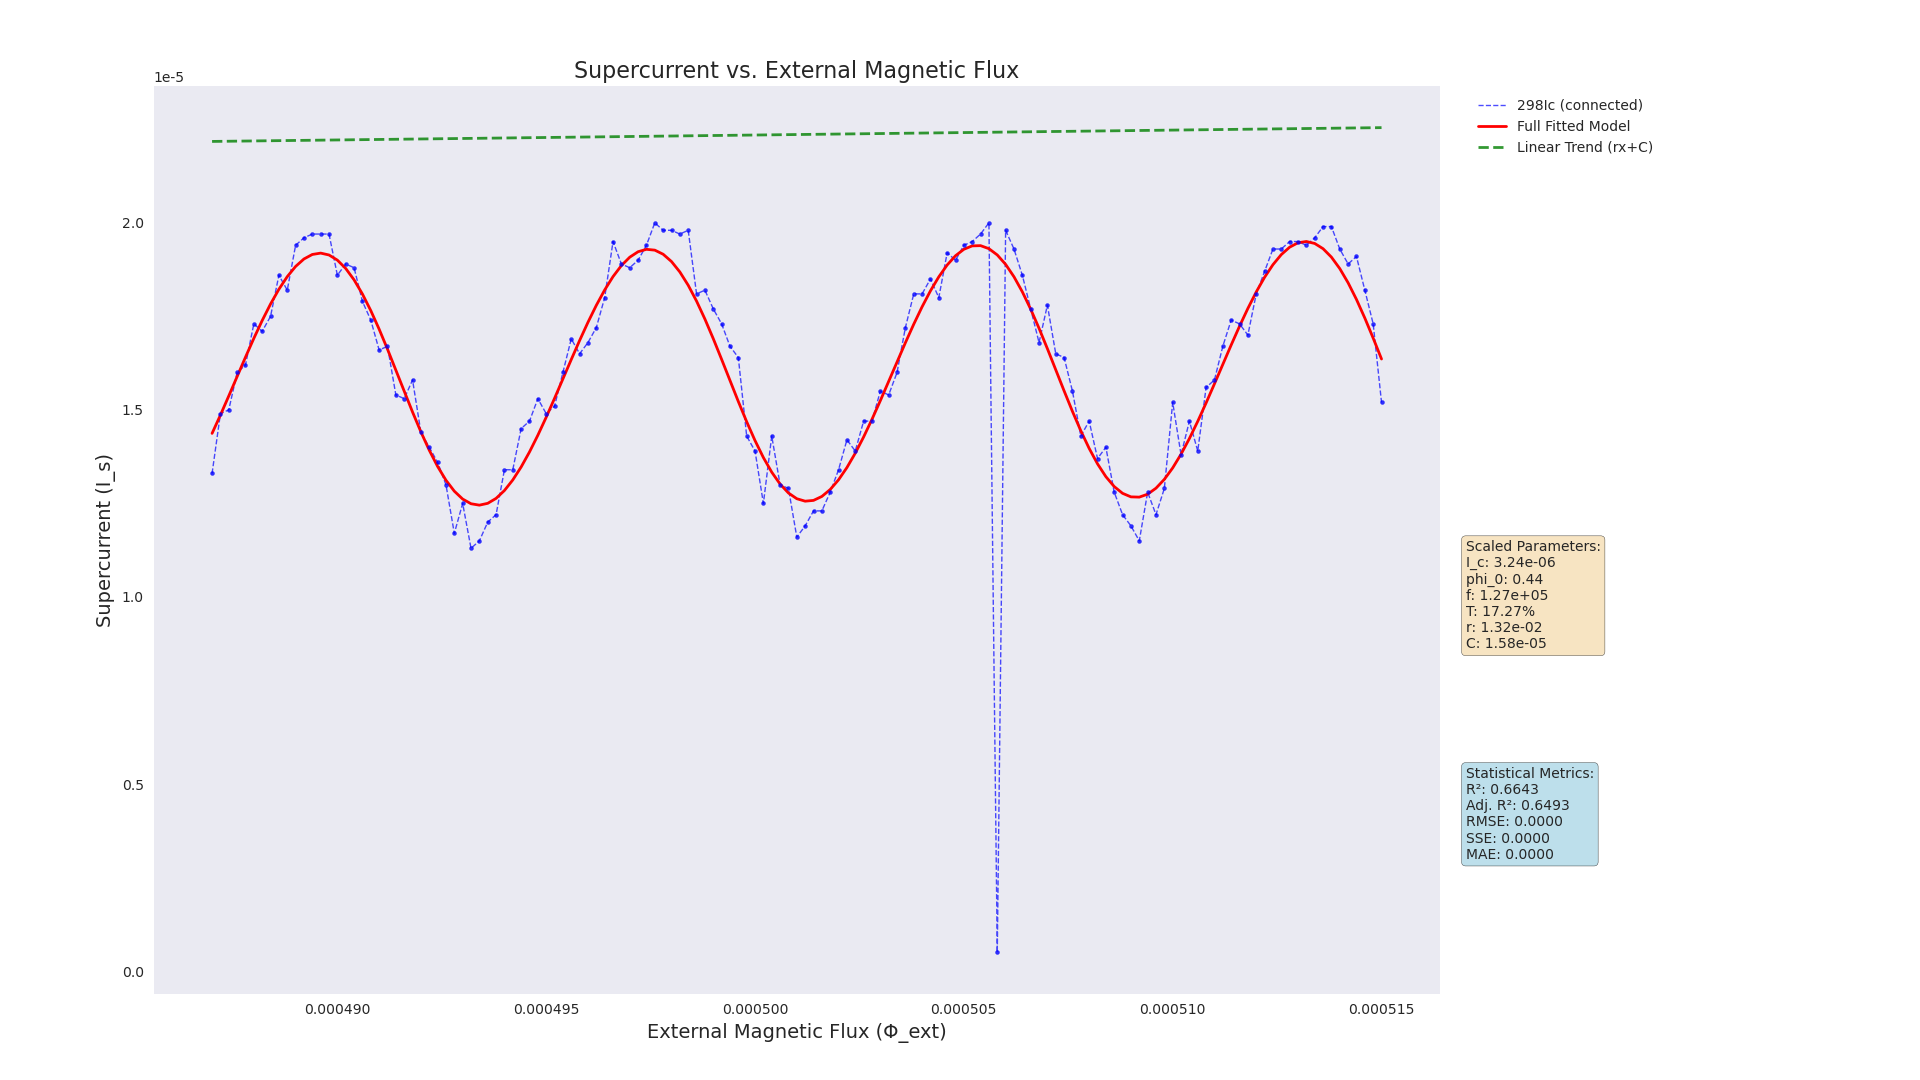 Supercurrent vs. External Magnetic Flux
1e-5
298Ic (connected)
Full Fitted Model
Linear Trend (rx+C)
2.0
1.5
1.0
0.5
0.0
Supercurrent (I_s)
0.000490
0.000495
0.000500
0.000505
0.000510
0.000515
External Magnetic Flux (Φ_ext)
Scaled Parameters:
I_c: 3.24e-06
phi_0: 0.44
f: 1.27e+05
T: 17.27%
r: 1.32e-02
C: 1.58e-05
Statistical Metrics:
R²: 0.6643
Adj. R²: 0.6493
RMSE: 0.0000
SSE: 0.0000
MAE: 0.0000